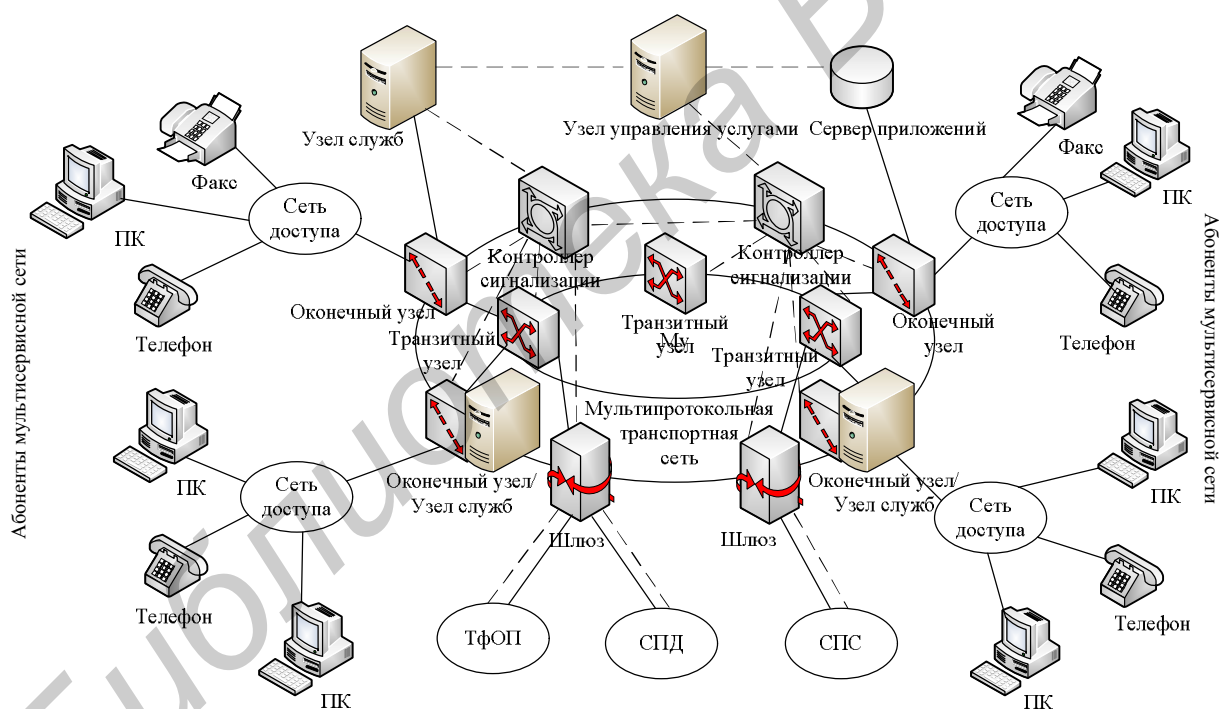 Узел служб
Узел управления услугами
Сервер приложений
Факс
ПК
Сеть
доступа
Телефон
Факс
ПК
Сеть
доступа
Телефон
Контроллер
сигнализации
Контроллер
сигнализации
Оконечный узел
Транзитный
узел
Транзитный
узел
Му
Транзитный
узел
Оконечный
узел
Абоненты мультисервисной сети
Абоненты мультисервисной сети
Мультипротокольная
транспортная
сеть
ПК
Сеть
доступа
Телефон
ПК
Оконечный узел/
Узел служб
Шлюз
Шлюз
Оконечный узел/
Узел служб
ПК
Сеть
доступа
Телефон
ПК
ТфОП
СПД
СПС
Библиотека Б